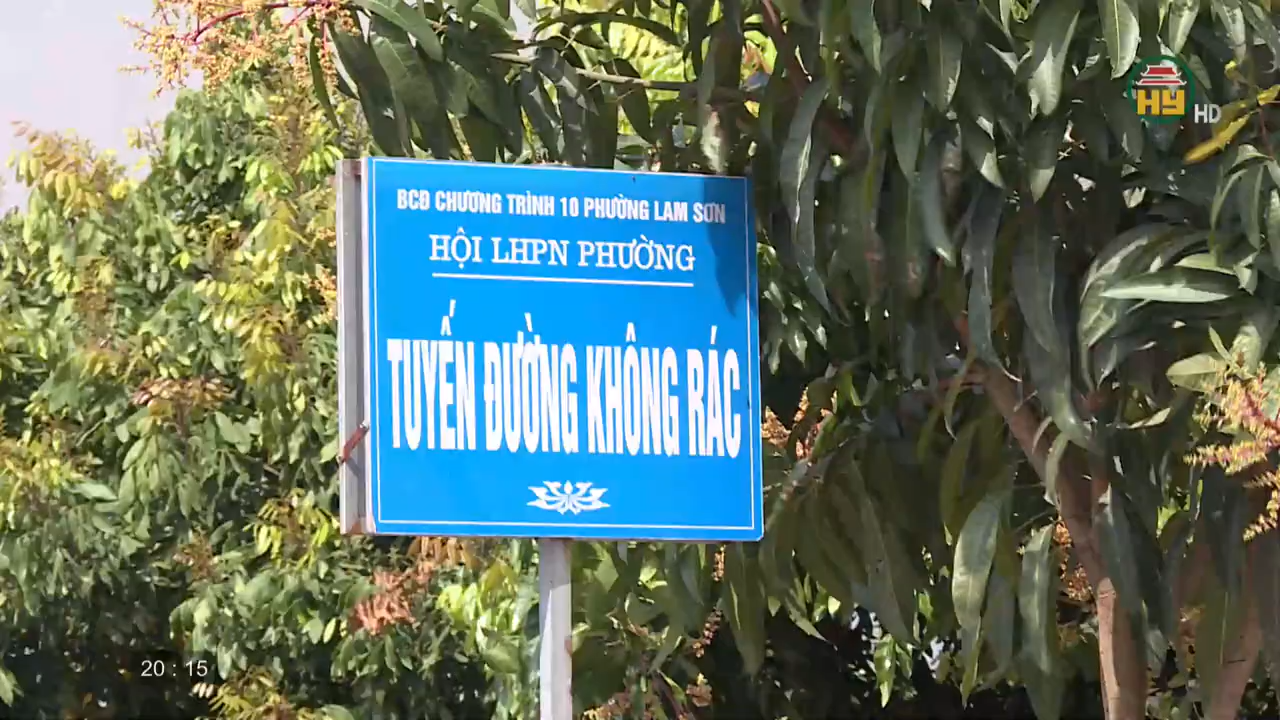 HY HD
BCĐ CHƯƠNG TRÌNH 10 PHƯỜNG LAM SƠN
HỘI LHPN PHƯỜNG
TUYẾN ĐƯỜNG KHÔNG RÁC
20 : 15